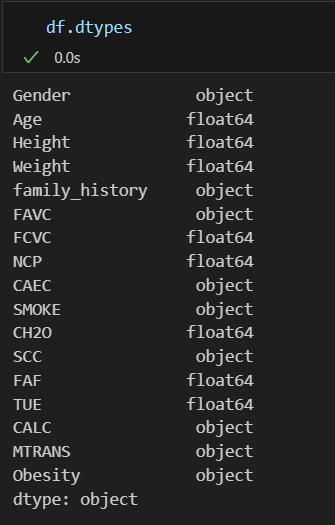 df.dtypes
✓ 0.0s
Gender object
Age float64
Height float64
Weight float64
family_history object
FAVC object
FCVC float64
NCP float64
CAEC object
SMOKE object
CH2O float64
SCC object
FAF float64
TUE float64
CALC object
MTRANS object
Obesity object
dtype: object